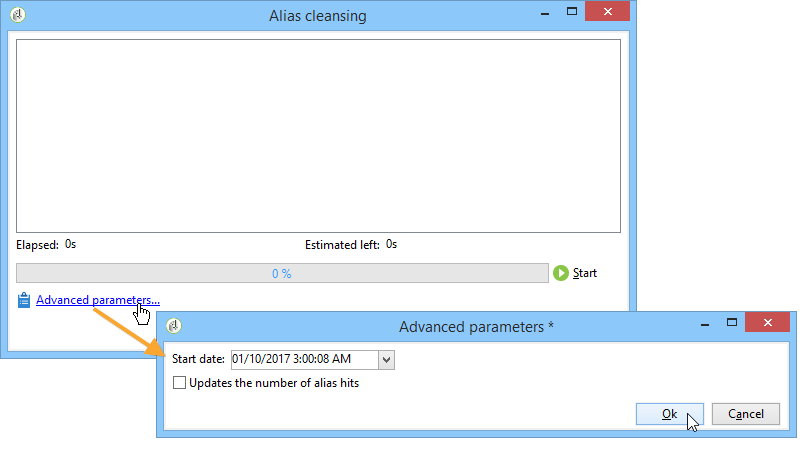 Alias cleansing
Elapsed: 0s Estimated left: 0s
0 % Start
Advanced parameters...
Advanced parameters *
Start date: 01/10/2017 3:00:08 AM
Updates the number of alias hits
Ok Cancel